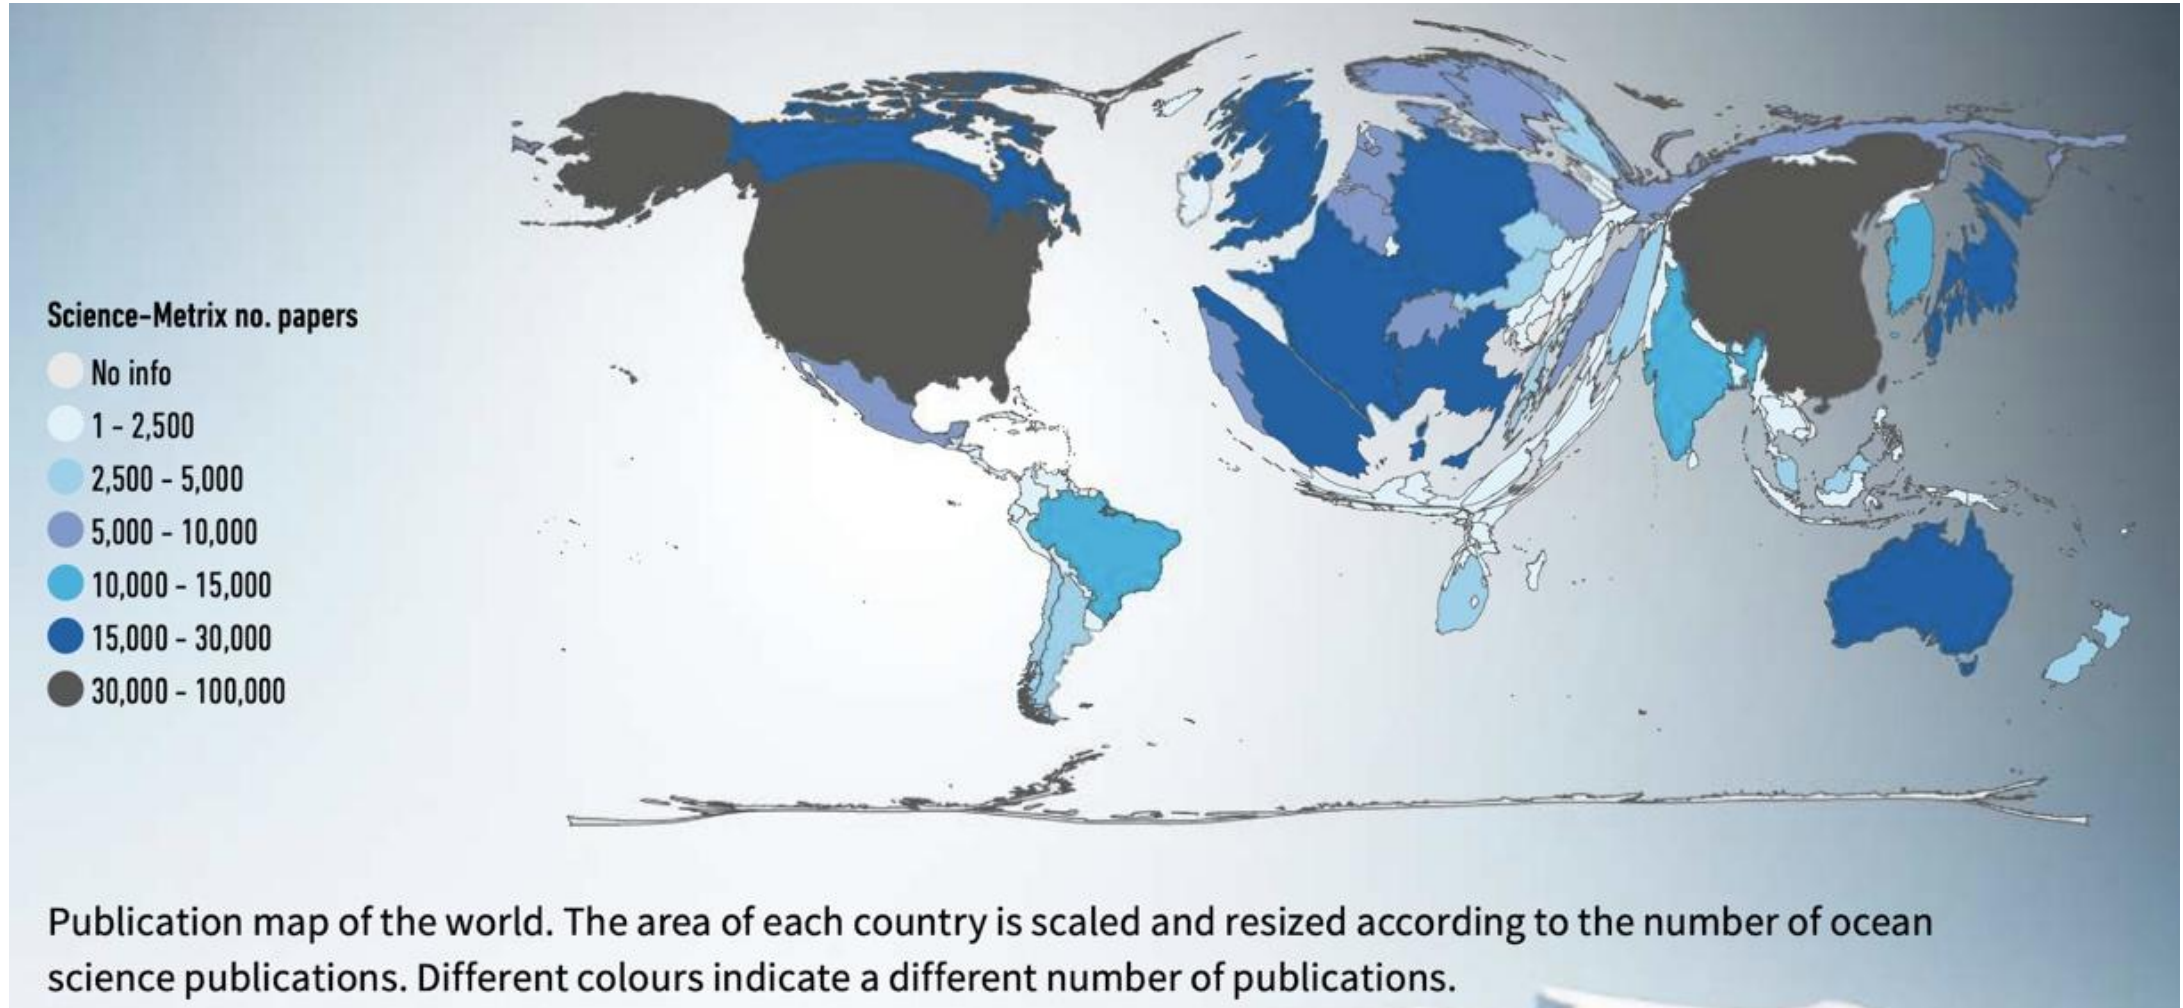 Science-Metrix no. papers
No info
1 - 2,500
2,500 - 5,000
5,000 - 10,000
10,000 - 15,000
15,000 - 30,000
30,000 - 100,000
Publication map of the world. The area of each country is scaled and resized according to the number of ocean
science publications. Different colours indicate a different number of publications.